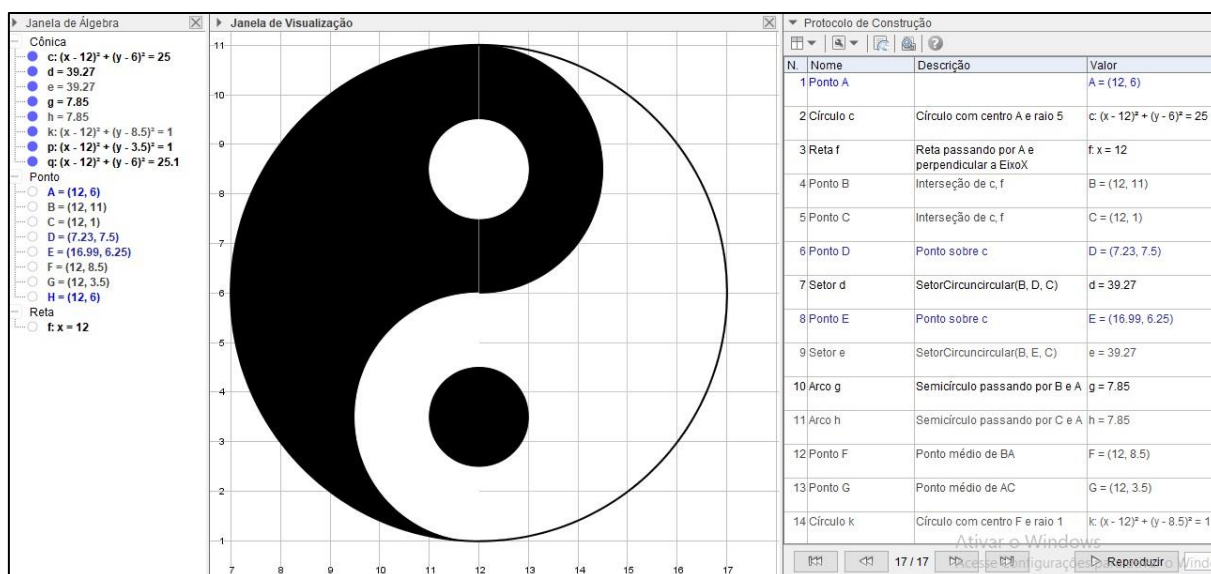 Janela de Álgebra
Cônica
c: (x - 12)² + (y - 6)² = 25
d = 39.27
e = 39.27
g = 7.85
h = 7.85
k: (x - 12)² + (y - 8.5)² = 1
p: (x - 12)² + (y - 3.5)² = 1
q: (x - 12)² + (y - 6)² = 25.1
Ponto
A = (12, 6)
B = (12, 11)
C = (12, 1)
D = (7.23, 7.5)
E = (16.99, 6.25)
F = (12, 8.5)
G = (12, 3.5)
H = (12, 6)
Reta
f: x = 12
Janela de Visualização
11
10
9
8
7
6
5
4
3
2
1
7 8 9 10 11 12 13 14 15 16 17
Protocolo de Construção
N. Nome Descrição Valor
1 Ponto A A = (12, 6)
2 Círculo c Círculo com centro A e raio 5 c: (x - 12)² + (y - 6)² = 25
3 Reta f Reta passando por A e f: x = 12
perpendicular a EixoX
4 Ponto B Interseção de c, f B = (12, 11)
5 Ponto C Interseção de c, f C = (12, 1)
6 Ponto D Ponto sobre c D = (7.23, 7.5)
7 Setor d SetorCircuncircular(B, D, C) d = 39.27
8 Ponto E Ponto sobre c E = (16.99, 6.25)
9 Setor e SetorCircuncircular(B, E, C) e = 39.27
10 Arco g Semicírculo passando por B e A g = 7.85
11 Arco h Semicírculo passando por C e A h = 7.85
12 Ponto F Ponto médio de BA F = (12, 8.5)
13 Ponto G Ponto médio de AC G = (12, 3.5)
14 Círculo k Círculo com centro F e raio 1 k: (x - 12)² + (y - 8.5)² = 1
Ativar o Windows
17 / 17 Reproduzir
Acesse configurações